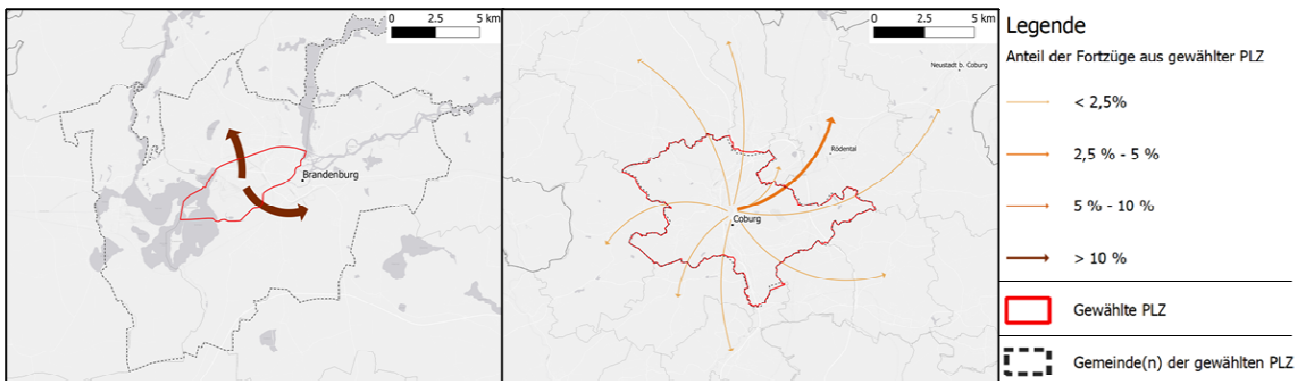 0 2.5 5 km
Brandenburg
0 2.5 5 km
Neustadt b. Coburg
Rödental
Coburg
Legende
Anteil der Fortzüge aus gewählter PLZ
< 2,5%
2,5 % - 5 %
5 % - 10 %
> 10 %
Gewählte PLZ
Gemeinde(n) der gewählten PLZ